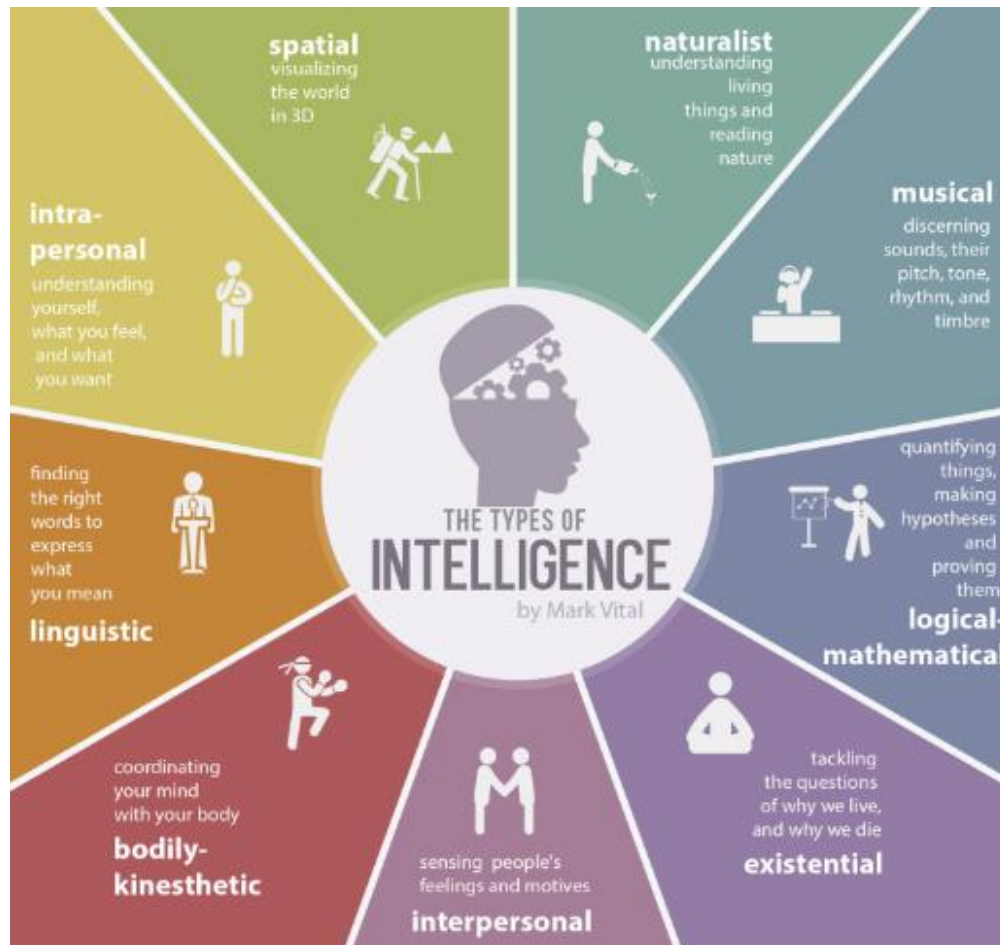 spatial
visualizing
the world
in 3D
naturalist
understanding
living
things and
reading
nature
musical
discerning
sounds, their
pitch, tone,
rhythm, and
timbre
quantifying
things,
making
hypotheses
and
proving
them
logical-
mathematical
tackling
the questions
of why we live,
and why we die
existential
sensing people's
feelings and motives
interpersonal
coordinating
your mind
with your body
bodily-
kinesthetic
finding
the right
words to
express
what
you mean
linguistic
intra-
personal
understanding
yourself,
what you feel,
and what
you want
THE TYPES OF
INTELLIGENCE
by Mark Vital